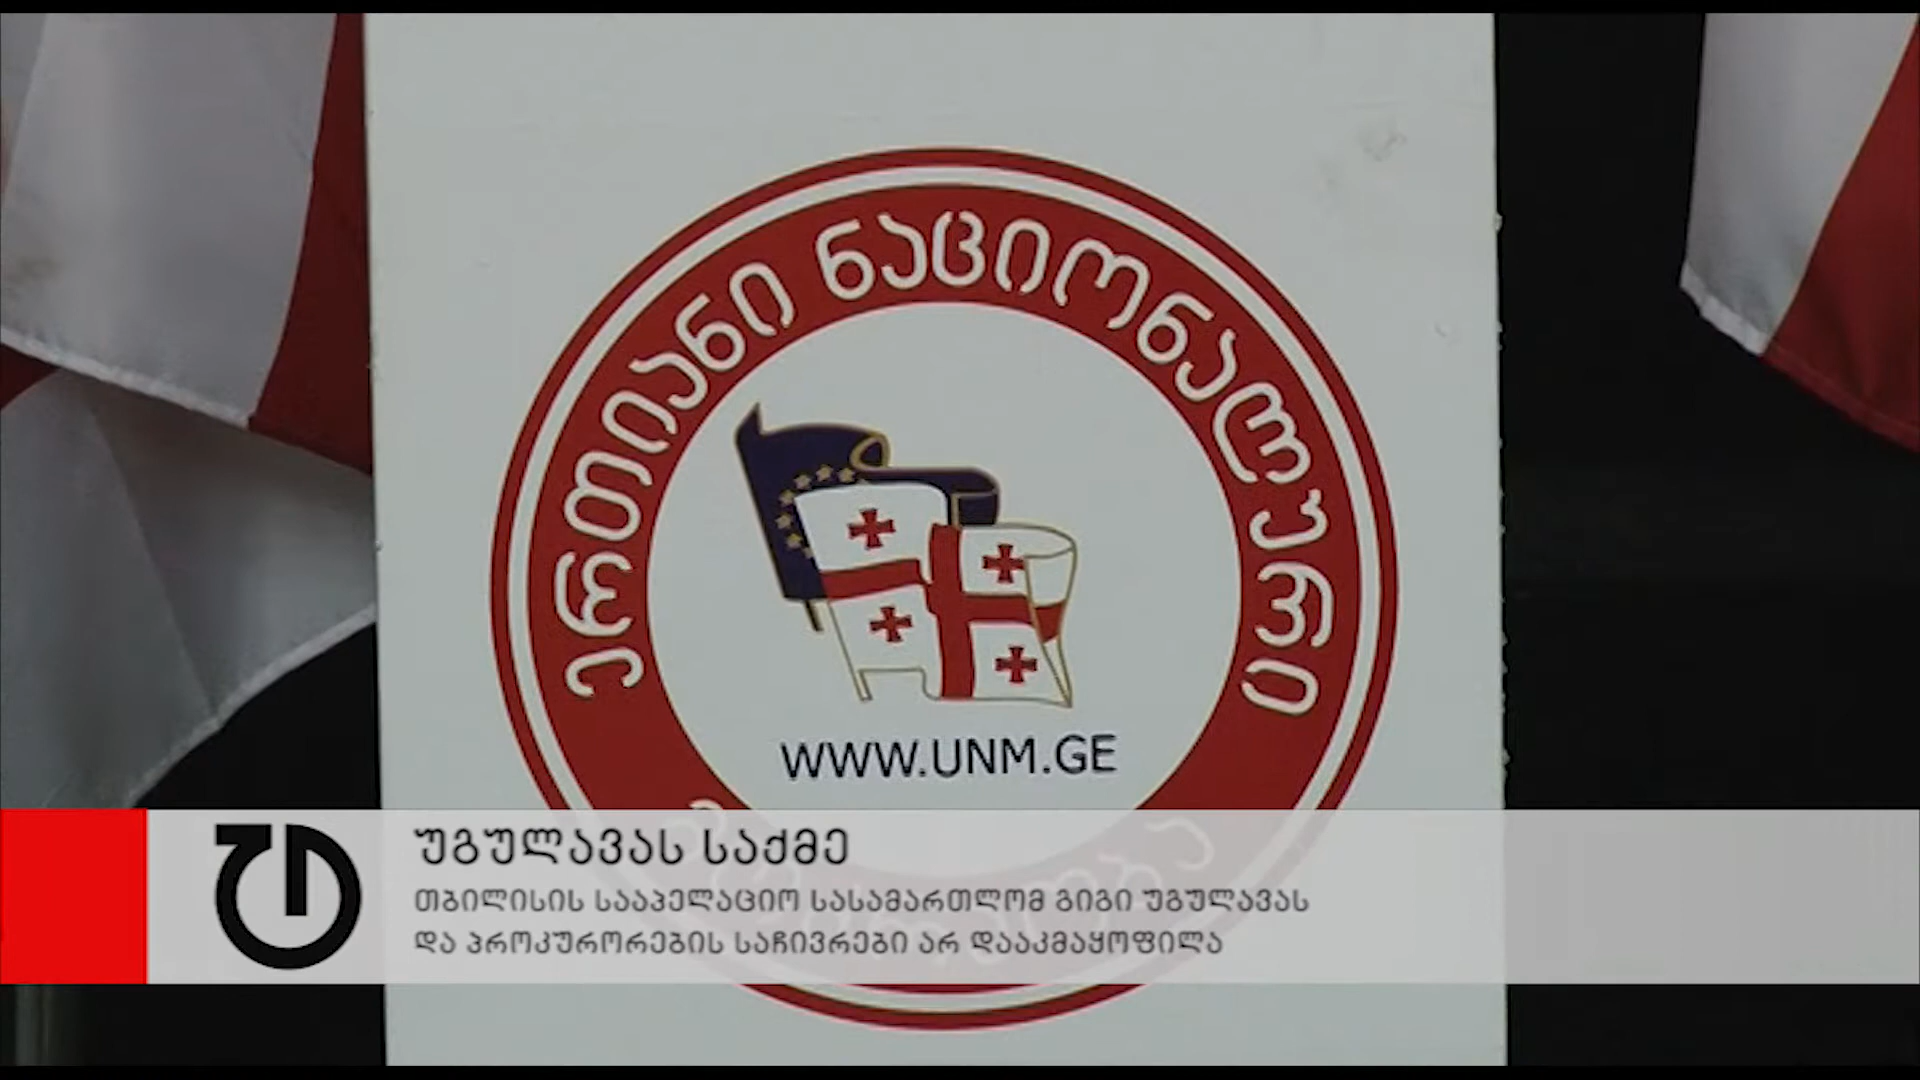 ერთიანი ნაციონალური
WWW.UNM.GE
უგულავას საქმე
თბილისის სააპელაციო სასამართლომ გიგი უგულავას
და პროკურორების საჩივრები არ დააკმაყოფილა